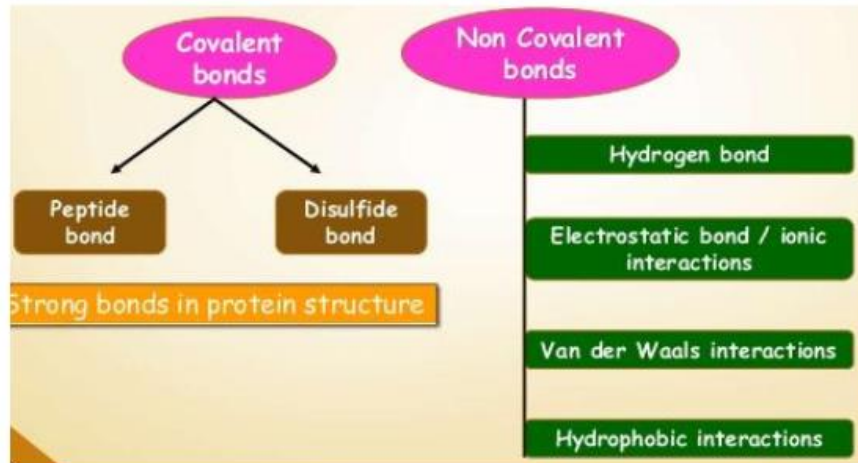 Covalent
bonds
Non Covalent
bonds
Peptide
bond
Disulfide
bond
Strong bonds in protein structure
Hydrogen bond
Electrostatic bond / ionic
interactions
Van der Waals interactions
Hydrophobic interactions